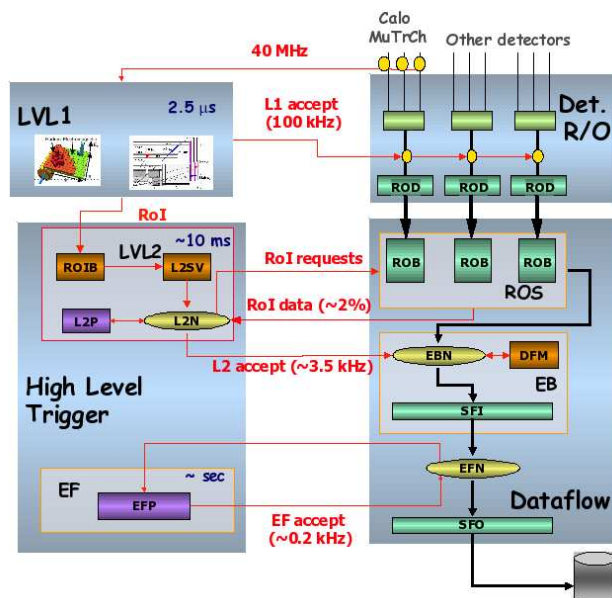 Calo
MuTrCh
Other detectors
40 MHz
LVL1
2.5 μs
L1 accept
(100 kHz)
Det.
R/O
ROD
ROD
ROD
RoI
LVL2
~10 ms
ROIB
L2SV
RoI requests
ROB
ROB
ROB
ROS
L2P
L2N
RoI data (~2%)
L2 accept (~3.5 kHz)
EBN
DFM
EB
High Level
Trigger
SFI
EF
~ sec
EFP
EFN
EF accept
(~0.2 kHz)
Dataflow
SFO